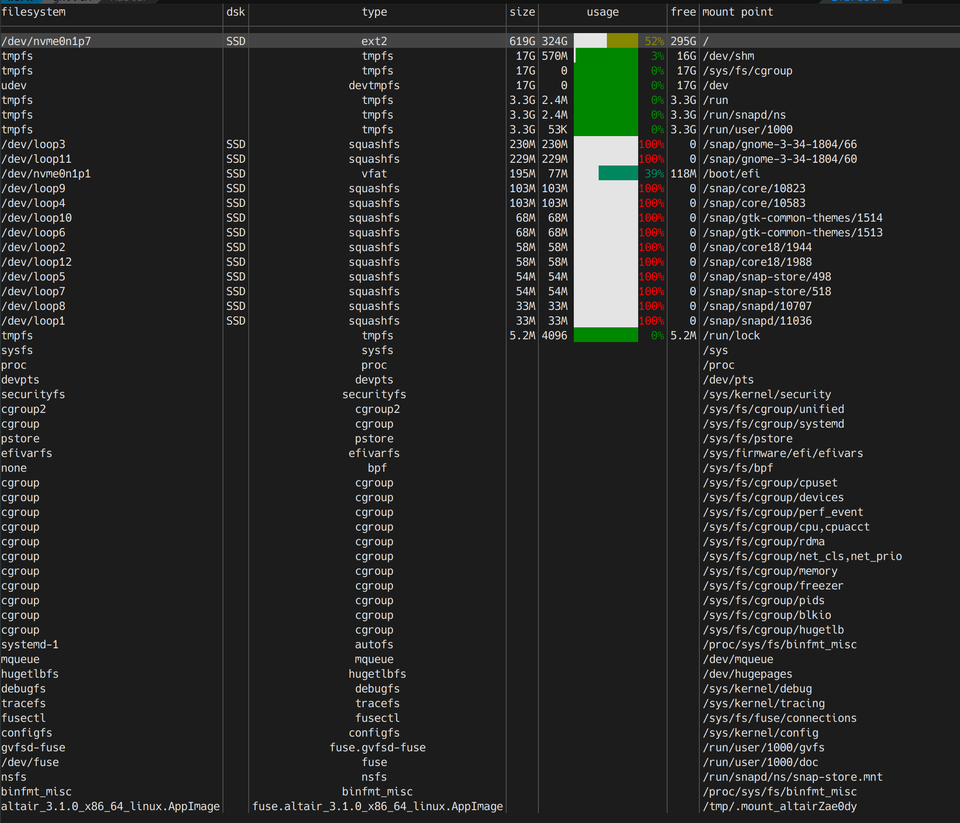 filesystem dsk type size usage free mount point
/dev/nvme0n1p7 SSD ext2 619G 324G 52% 295G /
tmpfs tmpfs 17G 570M 3% 16G /dev/shm
tmpfs tmpfs 17G 0 0% 17G /sys/fs/cgroup
udev devtmpfs 17G 0 0% 17G /dev
tmpfs tmpfs 3.3G 2.4M 0% 3.3G /run
tmpfs tmpfs 3.3G 2.4M 0% 3.3G /run/snapd/ns
tmpfs tmpfs 3.3G 53K 0% 3.3G /run/user/1000
/dev/loop3 SSD squashfs 230M 230M 100% 0 /snap/gnome-3-34-1804/66
/dev/loop11 SSD squashfs 229M 229M 100% 0 /snap/gnome-3-34-1804/60
/dev/nvme0n1p1 SSD vfat 195M 77M 39% 118M /boot/efi
/dev/loop9 SSD squashfs 103M 103M 100% 0 /snap/core/10823
/dev/loop4 SSD squashfs 103M 103M 100% 0 /snap/core/10583
/dev/loop10 SSD squashfs 68M 68M 100% 0 /snap/gtk-common-themes/1514
/dev/loop6 SSD squashfs 68M 68M 100% 0 /snap/gtk-common-themes/1513
/dev/loop2 SSD squashfs 58M 58M 100% 0 /snap/core18/1944
/dev/loop12 SSD squashfs 58M 58M 100% 0 /snap/core18/1988
/dev/loop5 SSD squashfs 54M 54M 100% 0 /snap/snap-store/498
/dev/loop7 SSD squashfs 54M 54M 100% 0 /snap/snap-store/518
/dev/loop8 SSD squashfs 33M 33M 100% 0 /snap/snapd/10707
/dev/loop1 SSD squashfs 33M 33M 100% 0 /snap/snapd/11036
tmpfs tmpfs 5.2M 4096 0% 5.2M /run/lock
sysfs sysfs /sys
proc proc /proc
devpts devpts /dev/pts
securityfs securityfs /sys/kernel/security
cgroup2 cgroup2 /sys/fs/cgroup/unified
cgroup cgroup /sys/fs/cgroup/systemd
pstore pstore /sys/fs/pstore
efivarfs efivarfs /sys/firmware/efi/efivars
none bpf /sys/fs/bpf
cgroup cgroup /sys/fs/cgroup/cpuset
cgroup cgroup /sys/fs/cgroup/devices
cgroup cgroup /sys/fs/cgroup/perf_event
cgroup cgroup /sys/fs/cgroup/cpu,cpuacct
cgroup cgroup /sys/fs/cgroup/rdma
cgroup cgroup /sys/fs/cgroup/net_cls,net_prio
cgroup cgroup /sys/fs/cgroup/memory
cgroup cgroup /sys/fs/cgroup/freezer
cgroup cgroup /sys/fs/cgroup/pids
cgroup cgroup /sys/fs/cgroup/blkio
cgroup cgroup /sys/fs/cgroup/hugetlb
systemd-1 autofs /proc/sys/fs/binfmt_misc
mqueue mqueue /dev/mqueue
hugetlbfs hugetlbfs /dev/hugepages
debugfs debugfs /sys/kernel/debug
tracefs tracefs /sys/kernel/tracing
fusectl fusectl /sys/fs/fuse/connections
configfs configfs /sys/kernel/config
gvfsd-fuse fuse.gvfsd-fuse /run/user/1000/gvfs
/dev/fuse fuse /run/user/1000/doc
nsfs nsfs /run/snapd/ns/snap-store.mnt
binfmt_misc binfmt_misc /proc/sys/fs/binfmt_misc
altair_3.1.0_x86_64_linux.AppImage fuse.altair_3.1.0_x86_64_linux.AppImage /tmp/.mount_altairZae0dy